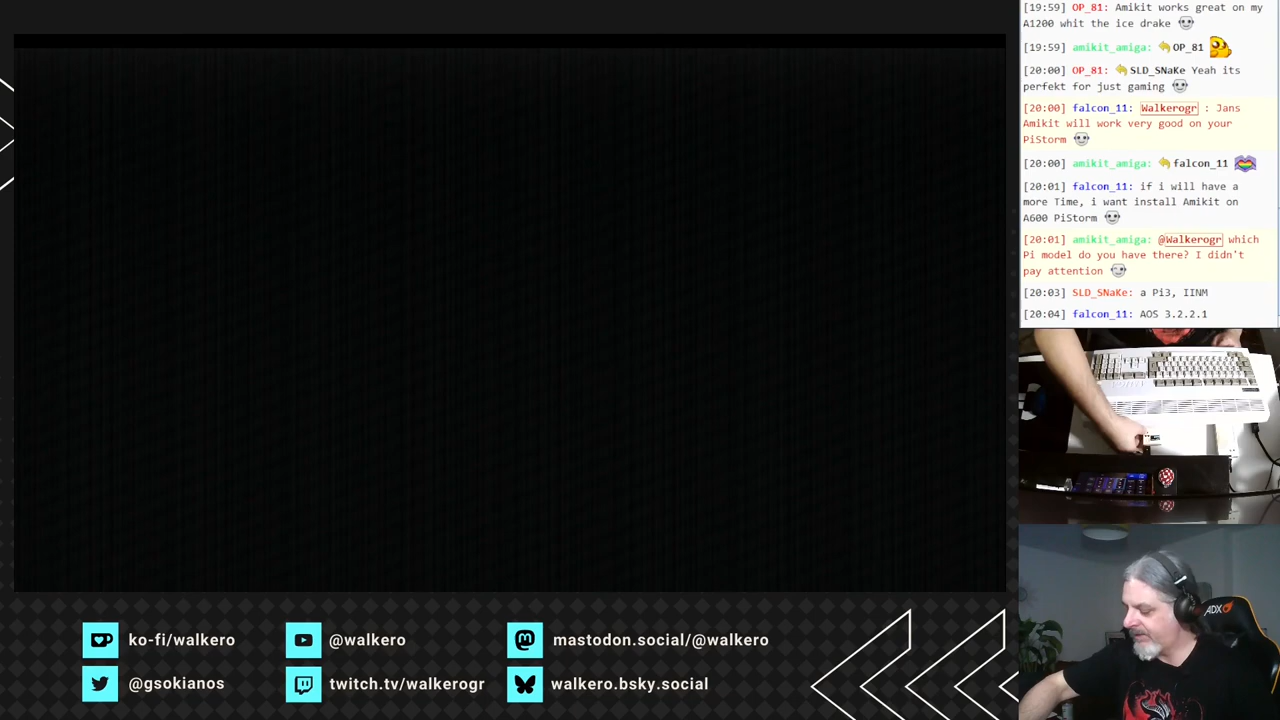 [19:59] OP_81: Amikit works great on my
A1200 whit the ice drake
[19:59] amikit_amiga: OP_81
[20:00] OP_81: SLD_SNaKe Yeah its
perfekt for just gaming
[20:00] falcon_11: Walkerogr : Jans
Amikit will work very good on your
PiStorm
[20:00] amikit_amiga: falcon_11
[20:01] falcon_11: if i will have a
more Time, i want install Amikit on
A600 PiStorm
[20:01] amikit_amiga: @Walkerogr which
Pi model do you have there? I didn't
pay attention
[20:03] SLD_SNaKe: a Pi3, IINM
[20:04] falcon_11: AOS 3.2.2.1
ADX
ko-fi/walkero
@walkero
mastodon.social/@walkero
@gsokianos
twitch.tv/walkerogr
walkero.bsky.social